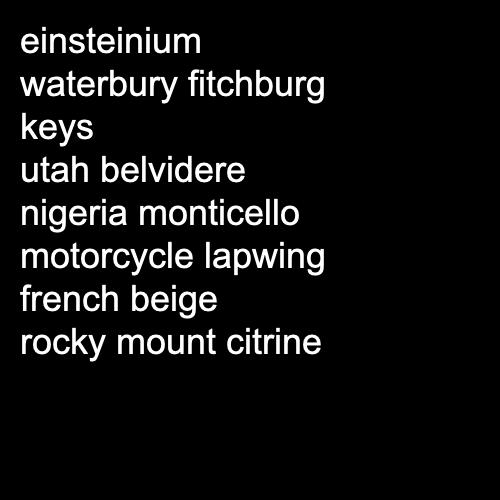 einsteinium
waterbury fitchburg
keys
utah belvidere
nigeria monticello
motorcycle lapwing
french beige
rocky mount citrine